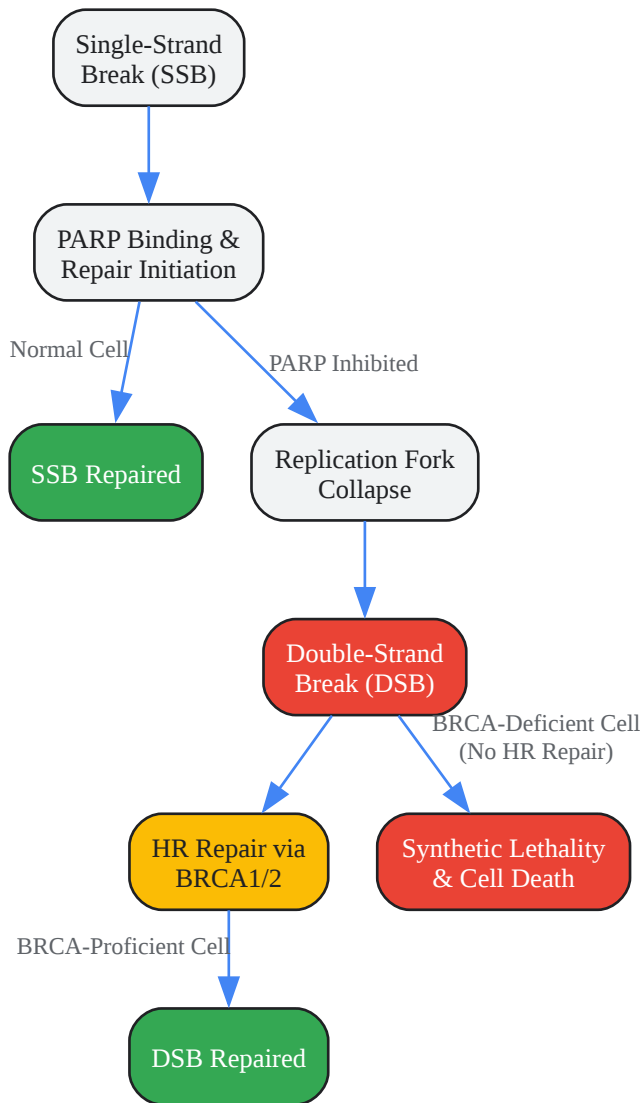 Single-Strand
Break (SSB)
PARP Binding &
Repair Initiation
Normal Cell
PARP Inhibited
SSB Repaired
Replication Fork
Collapse
Double-Strand
Break (DSB)
BRCA-Deficient Cell
(No HR Repair)
HR Repair via
BRCA1/2
Synthetic Lethality
& Cell Death
BRCA-Proficient Cell
DSB Repaired